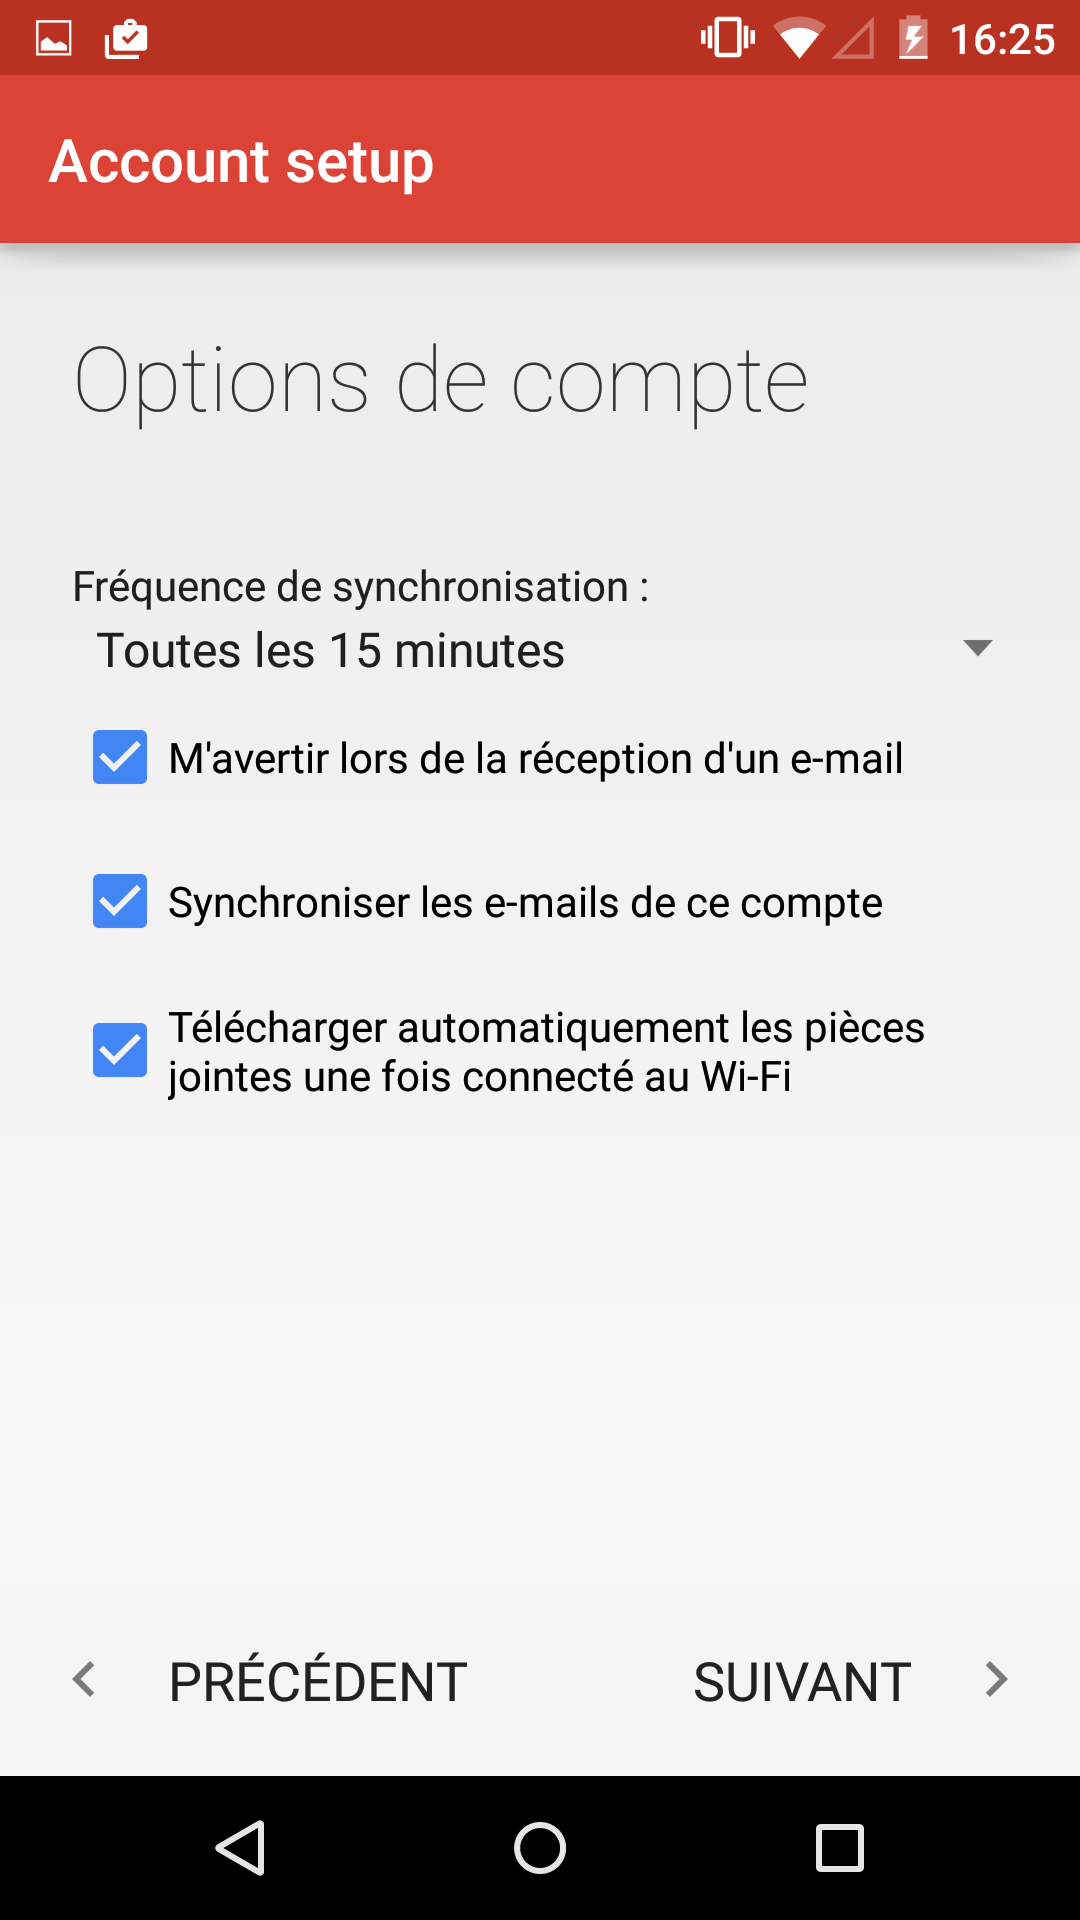 16:25
Account setup
Options de compte
Fréquence de synchronisation :
Toutes les 15 minutes
M'avertir lors de la réception d'un e-mail
Synchroniser les e-mails de ce compte
Télécharger automatiquement les pièces
jointes une fois connecté au Wi-Fi
PRÉCÉDENT
SUIVANT